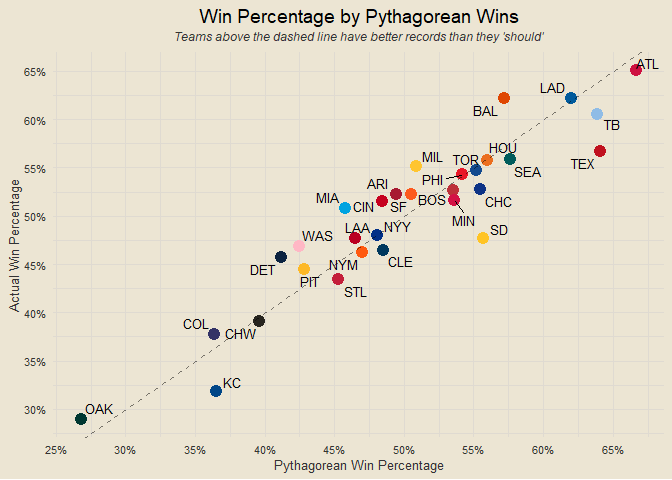 Win Percentage by Pythagorean Wins
Teams above the dashed line have better records than they 'should'
Actual Win Percentage
65%
60%
55%
50%
45%
40%
35%
30%
ATL
LAD
BAL
TB
HOU
MIL
TOR
TEX
SEA
PHI
ARI
MIA
CIN
SF
BOS
CHC
MIN
LAA
NYY
SD
WAS
DET
NYM
CLE
PIT
STL
COL
CHW
KC
OAK
25%
30%
35%
40%
45%
50%
55%
60%
65%
Pythagorean Win Percentage